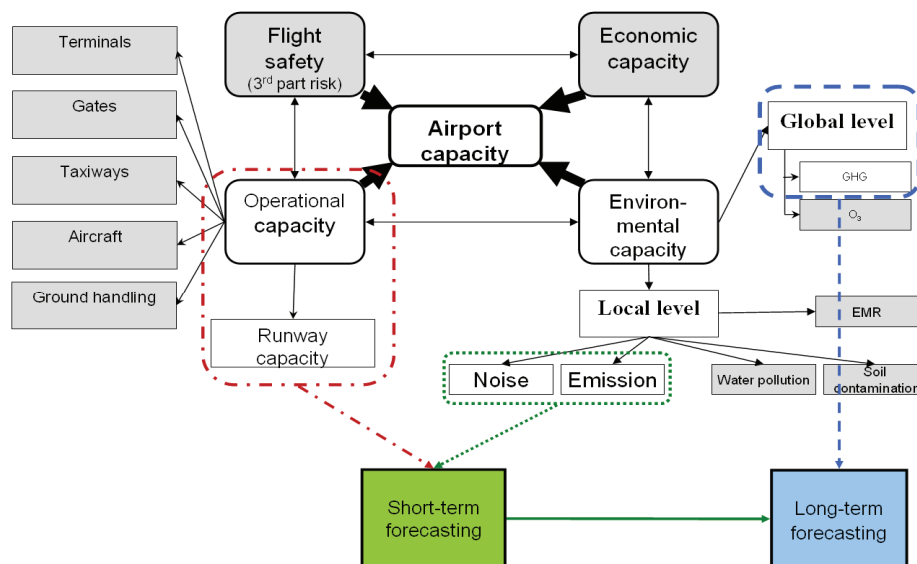 Terminals
Gates
Taxiways
Aircraft
Ground handling
Flight
safety
(3rd part risk)
Economic
capacity
Airport
capacity
Operational
capacity
Environ-
mental
capacity
Runway
capacity
Global level
GHG
O₃
Local level
EMR
Noise
Emission
Water pollution
Soil
contamination
Short-term
forecasting
Long-term
forecasting